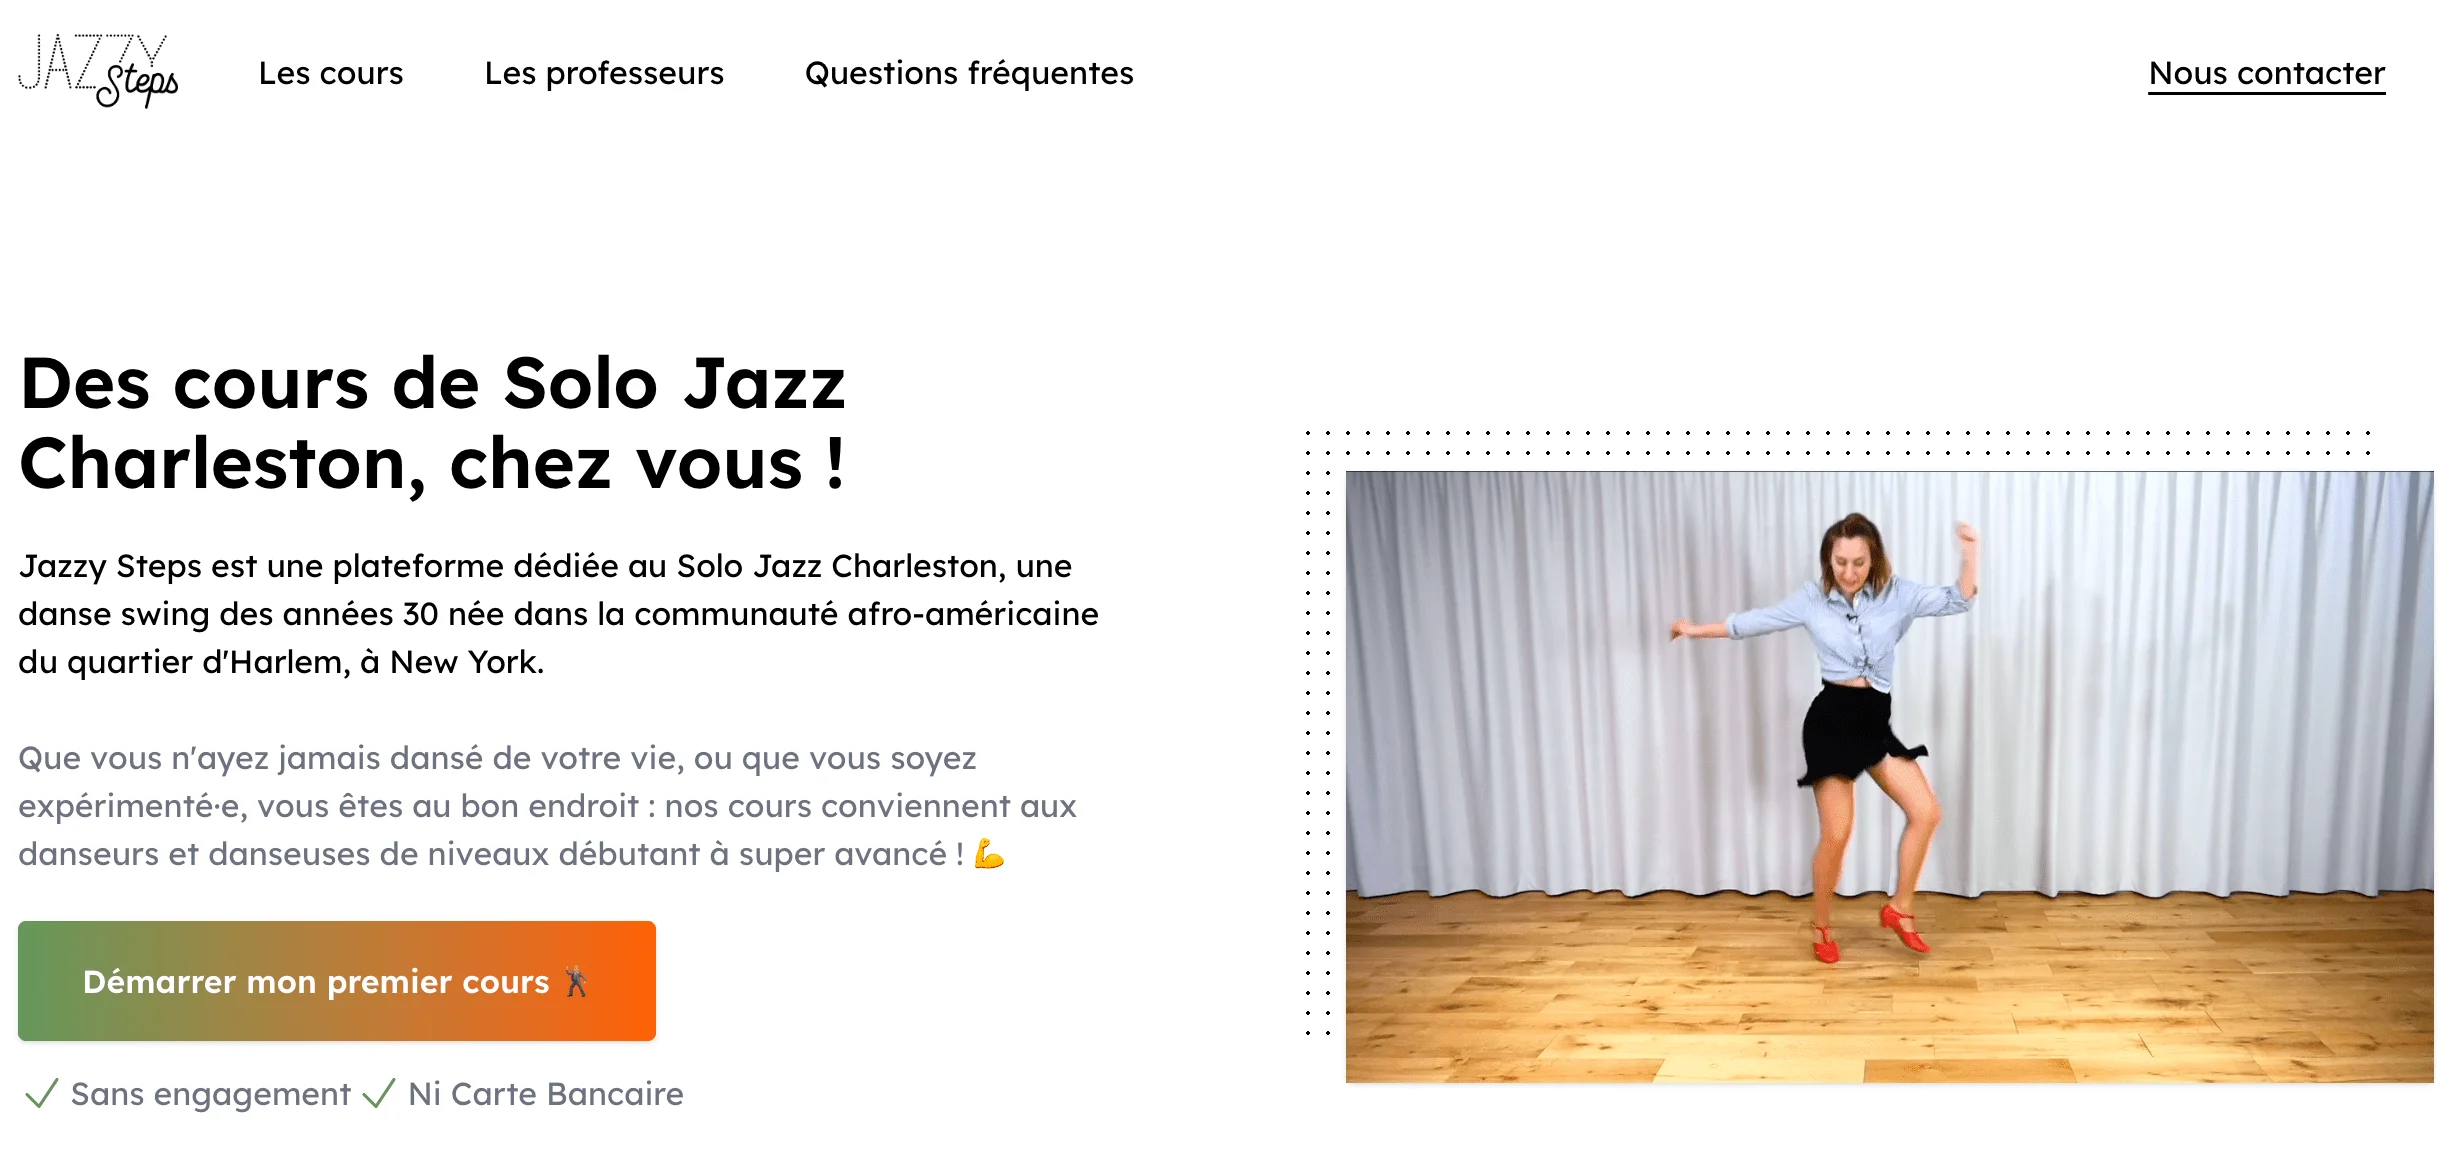 JAZZY
Steps
Les cours
Les professeurs
Questions fréquentes
Nous contacter
Des cours de Solo Jazz
Charleston, chez vous !
Jazzy Steps est une plateforme dédiée au Solo Jazz Charleston, une
danse swing des années 30 née dans la communauté afro-américaine
du quartier d'Harlem, à New York.
Que vous n'ayez jamais dansé de votre vie, ou que vous soyez
expérimenté·e, vous êtes au bon endroit : nos cours conviennent aux
danseurs et danseuses de niveaux débutant à super avancé ! 💪
Démarrer mon premier cours 🕺
✓ Sans engagement ✓ Ni Carte Bancaire